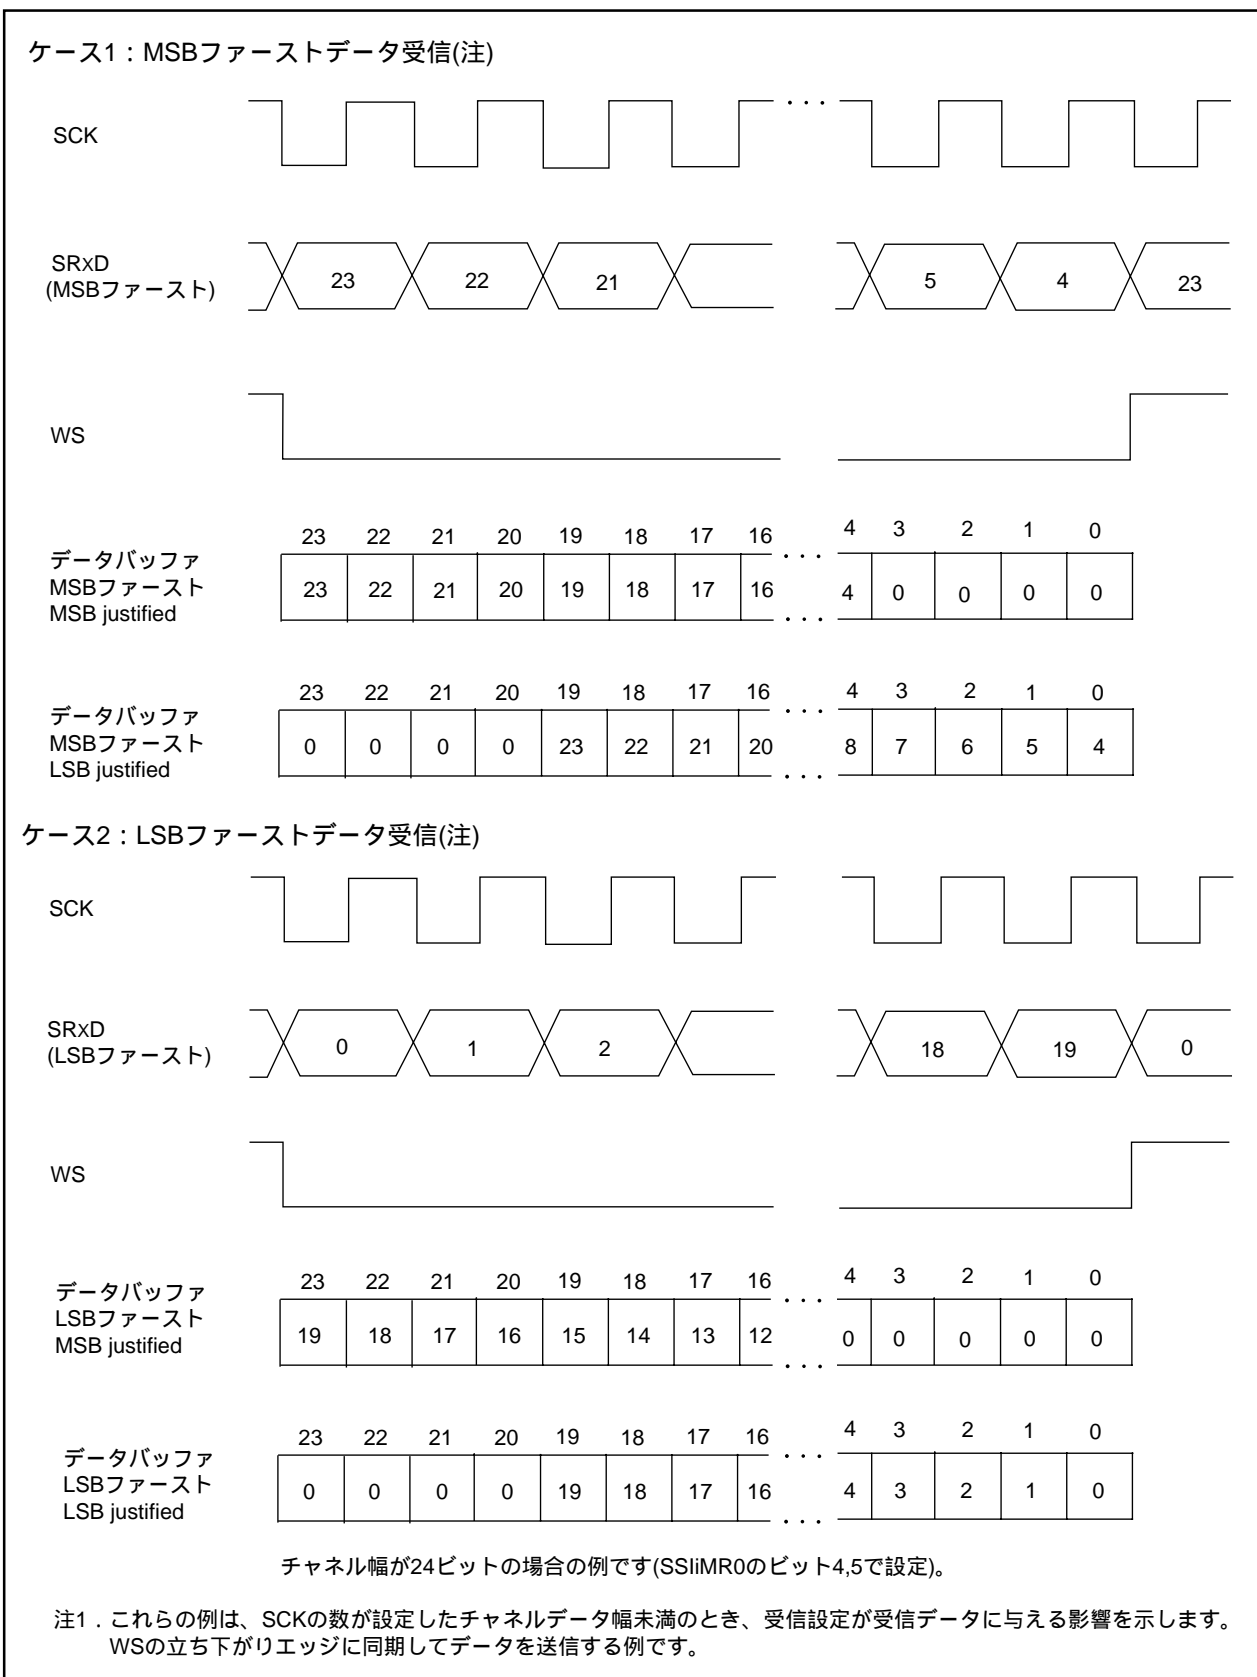 ケース1：MSBファーストデータ受信(注)
SCK
. . .
SRxD
(MSBファースト)
23 22 21 5 4 23
WS
データバッファ
MSBファースト
MSB justified
23 22 21 20 19 18 17 16 . . . 4 3 2 1 0
23 22 21 20 19 18 17 16 . . . 4 0 0 0 0
データバッファ
MSBファースト
LSB justified
23 22 21 20 19 18 17 16 . . . 4 3 2 1 0
0 0 0 0 23 22 21 20 . . . 8 7 6 5 4
ケース2：LSBファーストデータ受信(注)
SCK
SRxD
(LSBファースト)
0 1 2 18 19 0
WS
データバッファ
LSBファースト
MSB justified
23 22 21 20 19 18 17 16 . . . 4 3 2 1 0
19 18 17 16 15 14 13 12 . . . 0 0 0 0 0
データバッファ
LSBファースト
LSB justified
23 22 21 20 19 18 17 16 . . . 4 3 2 1 0
0 0 0 0 19 18 17 16 . . . 4 3 2 1 0
チャネル幅が24ビットの場合の例です(SSIiMR0のビット4,5で設定)。
注1．これらの例は、SCKの数が設定したチャネルデータ幅未満のとき、受信設定が受信データに与える影響を示します。
WSの立ち下がりエッジに同期してデータを送信する例です。